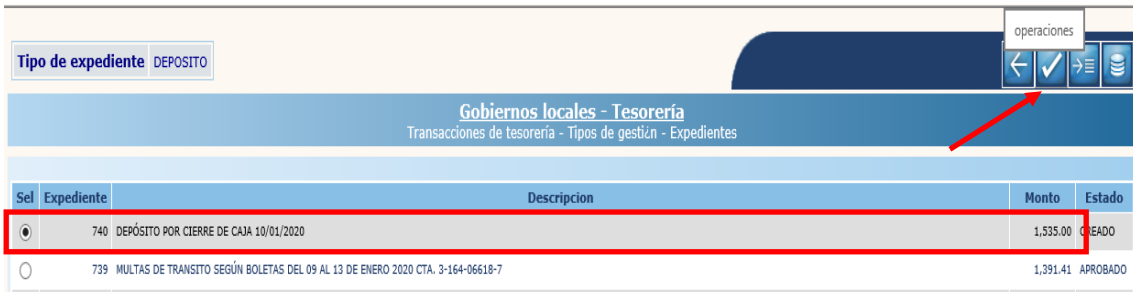 operaciones
Tipo de expediente DEPOSITO
Gobiernos locales - Tesorería
Transacciones de tesorería - Tipos de gesti¿n - Expedientes
Sel Expediente Descripcion Monto Estado
740 DEPÓSITO POR CIERRE DE CAJA 10/01/2020 1,535.00 CREADO
739 MULTAS DE TRANSITO SEGÚN BOLETAS DEL 09 AL 13 DE ENERO 2020 CTA. 3-164-06618-7 1,391.41 APROBADO